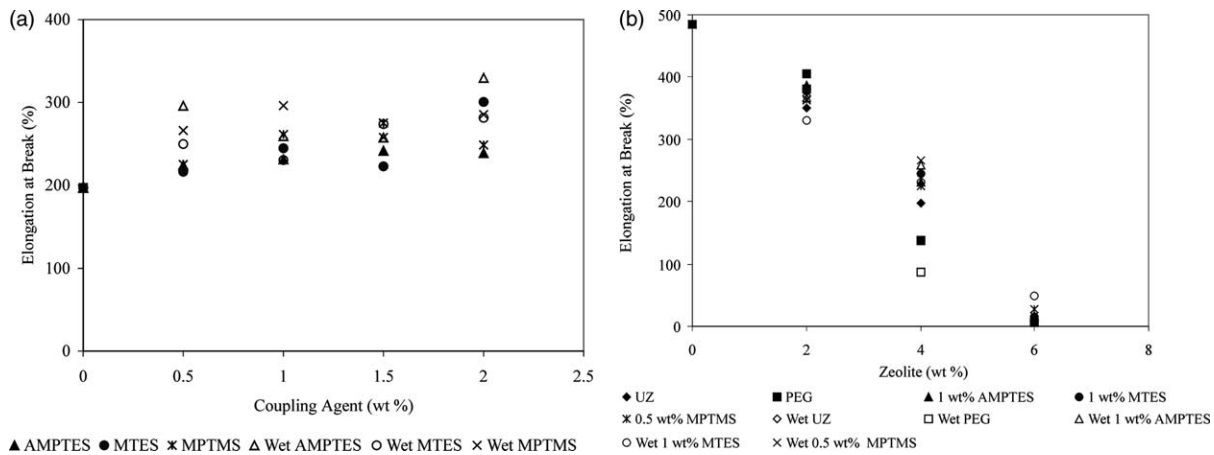 (a)
400
300
200
100
0
Elongation at Break (%)
0 0.5 1 1.5 2 2.5
Coupling Agent (wt %)
▲AMPTES ●MTES ⚹MPTMS △Wet AMPTES ○Wet MTES ×Wet MPTMS
(b)
500
400
300
200
100
0
Elongation at Break (%)
0 2 4 6 8
Zeolite (wt %)
◆ UZ ■ PEG ▲ 1 wt% AMPTES ● 1 wt% MTES
⚹ 0.5 wt% MPTMS ◇ Wet UZ □ Wet PEG △ Wet 1 wt% AMPTES
○ Wet 1 wt% MTES × Wet 0.5 wt% MPTMS